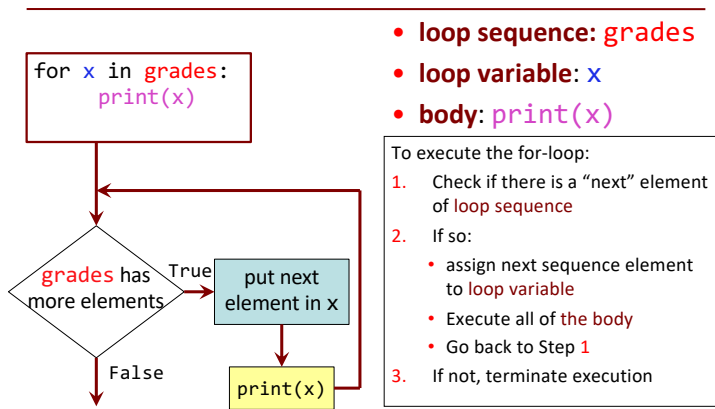 for x in grades:
print(x)
grades has
more elements
True
False
put next
element in x
print(x)
• loop sequence: grades
• loop variable: x
• body: print(x)
To execute the for-loop:
1. Check if there is a “next” element
of loop sequence
2. If so:
• assign next sequence element
to loop variable
• Execute all of the body
• Go back to Step 1
3. If not, terminate execution